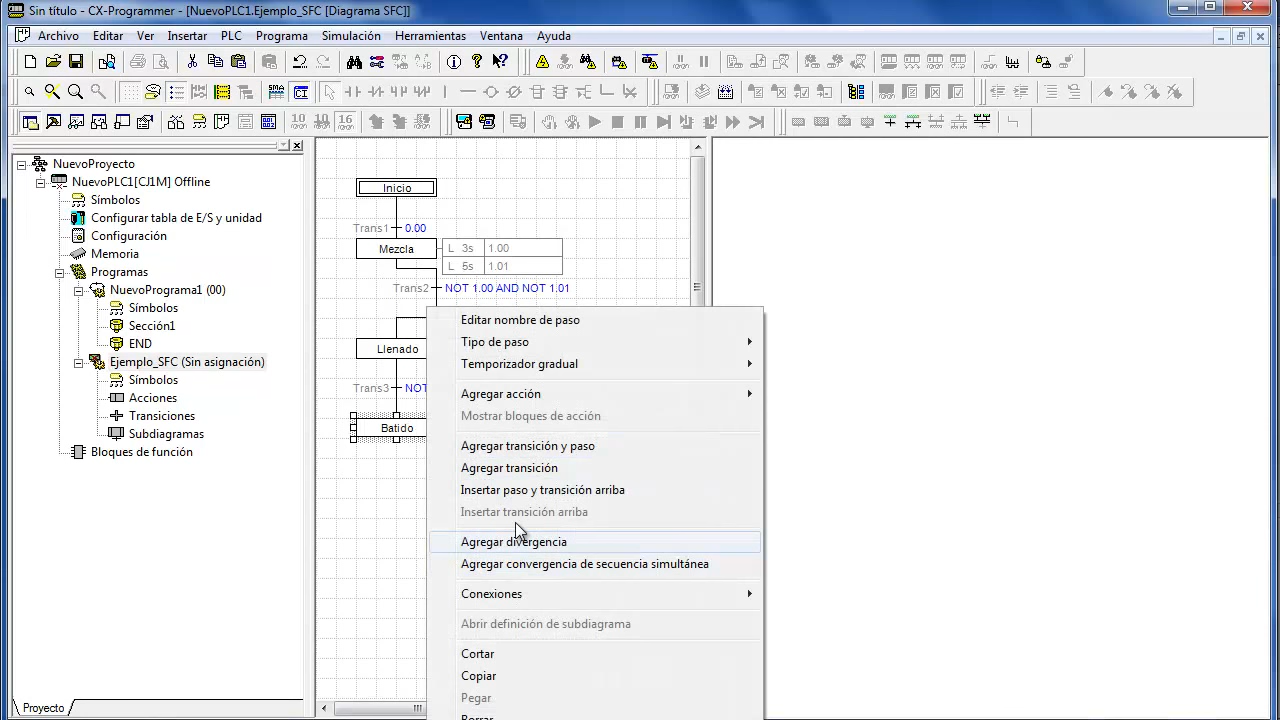 Sin título - CX-Programmer - [NuevoPLC1.Ejemplo_SFC [Diagrama SFC]]
Archivo Editar Ver Insertar PLC Programa Simulación Herramientas Ventana Ayuda
10 16
NuevoProyecto
NuevoPLC1[CJ1M] Offline
Símbolos
Configurar tabla de E/S y unidad
Configuración
Memoria
Programas
NuevoPrograma1 (00)
Símbolos
Sección1
END
Ejemplo_SFC (Sin asignación)
Símbolos
Acciones
Transiciones
Subdiagramas
Bloques de función
Proyecto
Inicio
Trans1 0.00
Mezcla L 3s 1.00
L 5s 1.01
Trans2 NOT 1.00 AND NOT 1.01
Llenado
Trans3 NOT
Batido
Editar nombre de paso
Tipo de paso
Temporizador gradual
Agregar acción
Mostrar bloques de acción
Agregar transición y paso
Agregar transición
Insertar paso y transición arriba
Insertar transición arriba
Agregar divergencia
Agregar convergencia de secuencia simultánea
Conexiones
Abrir definición de subdiagrama
Cortar
Copiar
Pegar
Borrar